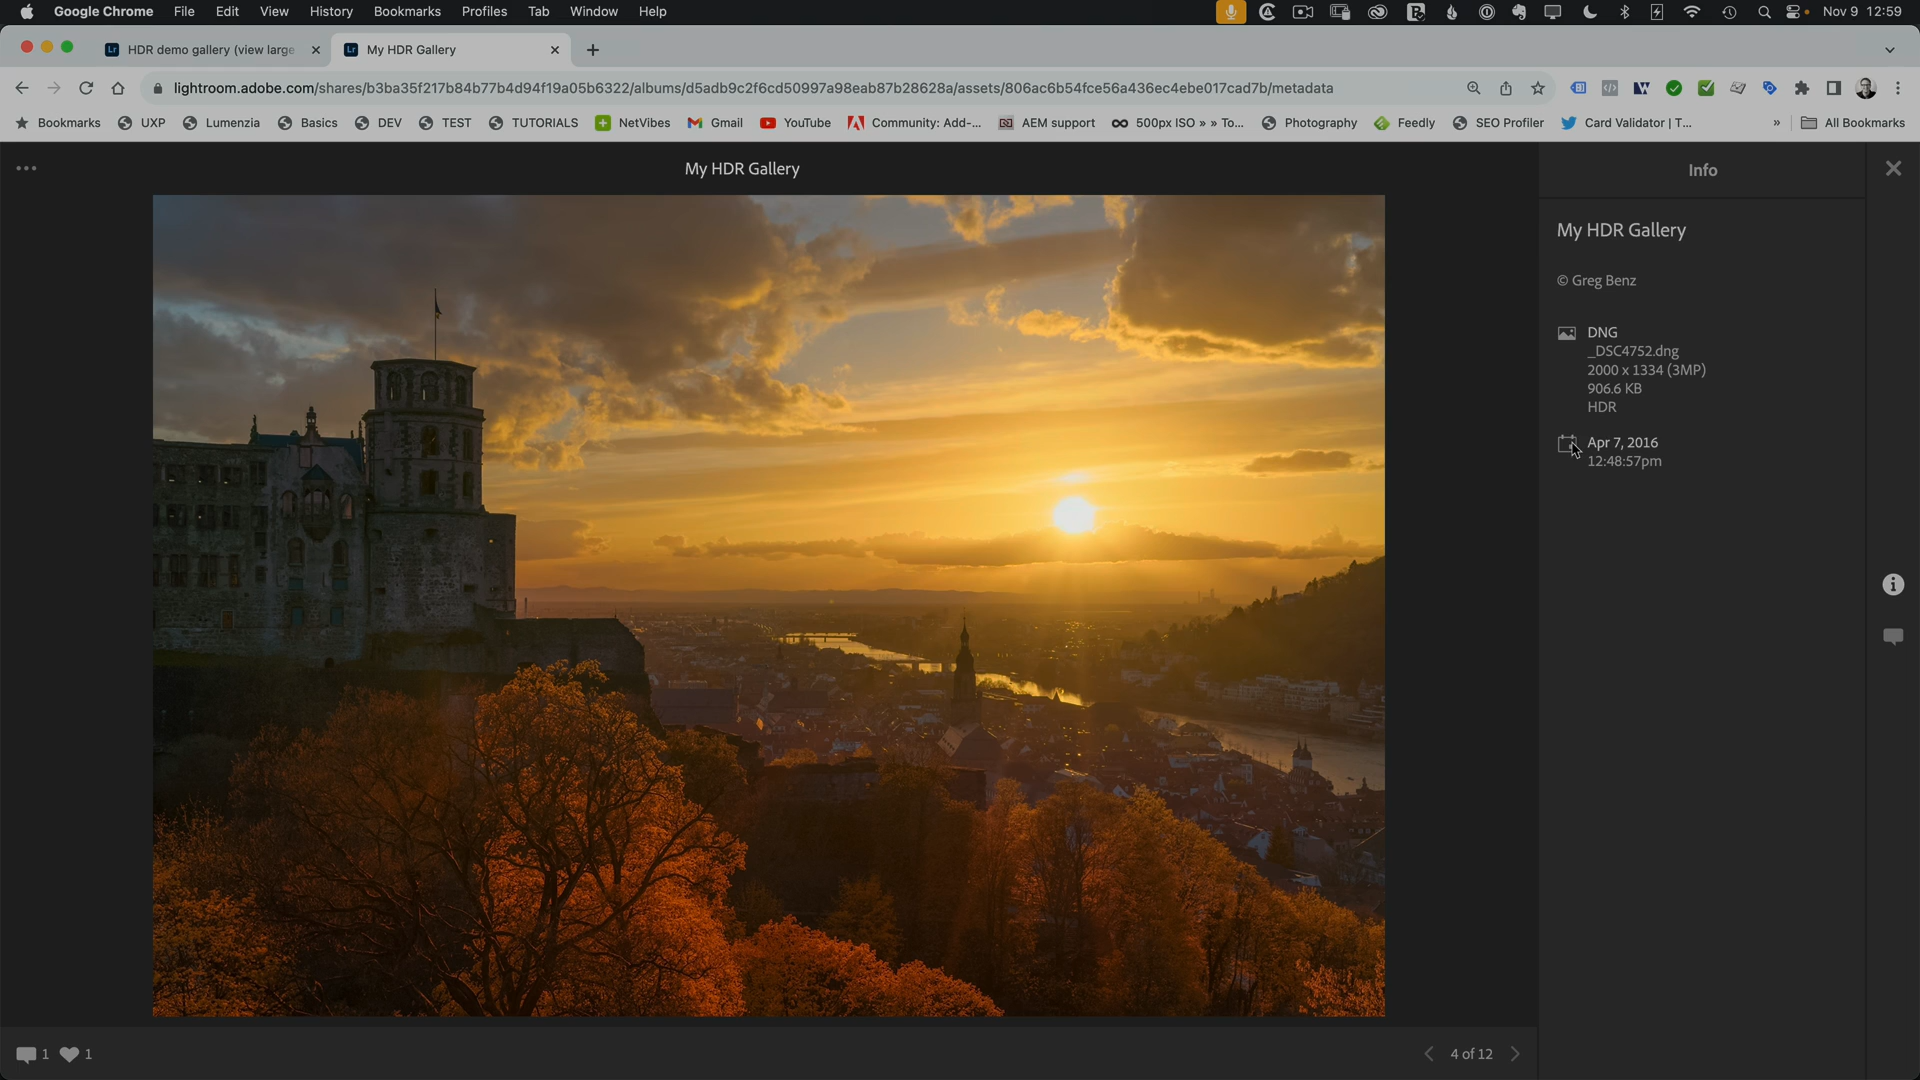 Google Chrome File Edit View History Bookmarks Profiles Tab Window Help Nov 9 12:59
HDR demo gallery (view large
My HDR Gallery
lightroom.adobe.com/shares/b3ba35f217b84b77b4d94f19a05b6322/albums/d5adb9c2f6cd50997a98eab87b28628a/assets/806ac6b54fce56a436ec4ebe017cad7b/metadata
Bookmarks UXP Lumenzia Basics DEV TEST TUTORIALS NetVibes Gmail YouTube Community: Add-... AEM support 500px ISO » » To... Photography Feedly SEO Profiler Card Validator | T... » All Bookmarks
My HDR Gallery
Info
My HDR Gallery
© Greg Benz
DNG
_DSC4752.dng
2000 x 1334 (3MP)
906.6 KB
HDR
Apr 7, 2016
12:48:57pm
1 1
4 of 12